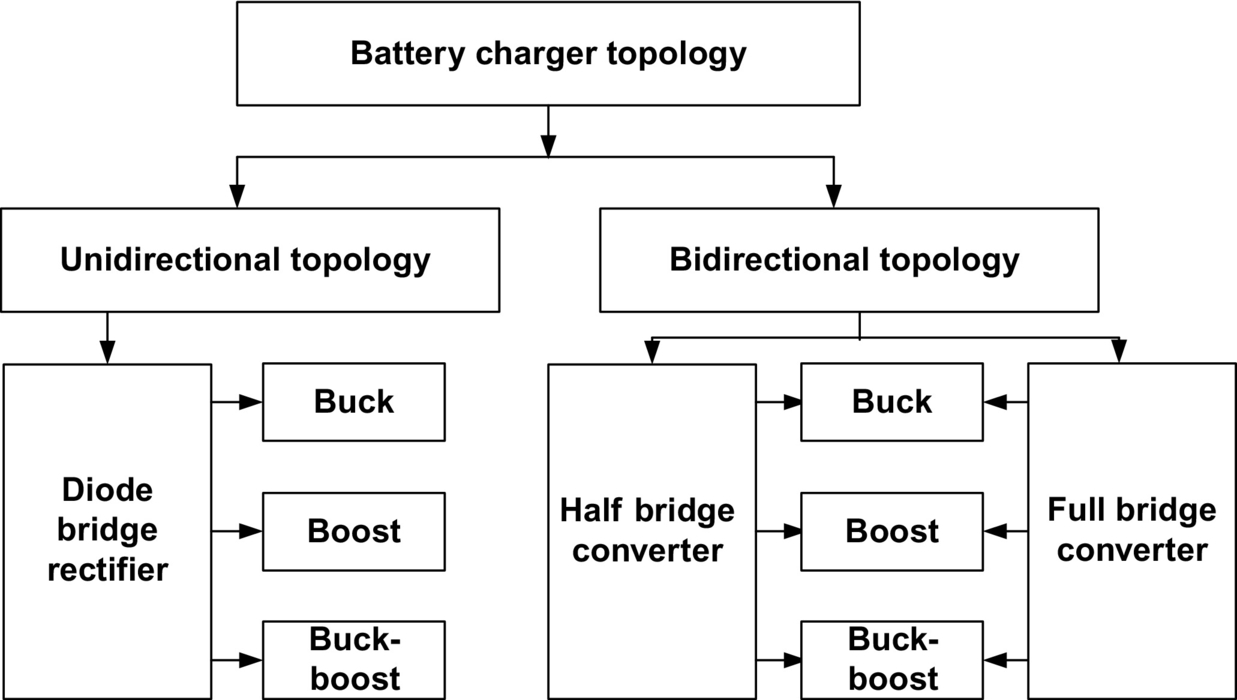 Battery charger topology
Unidirectional topology
Bidirectional topology
Diode
bridge
rectifier
Buck
Boost
Buck-
boost
Half bridge
converter
Buck
Boost
Buck-
boost
Full bridge
converter